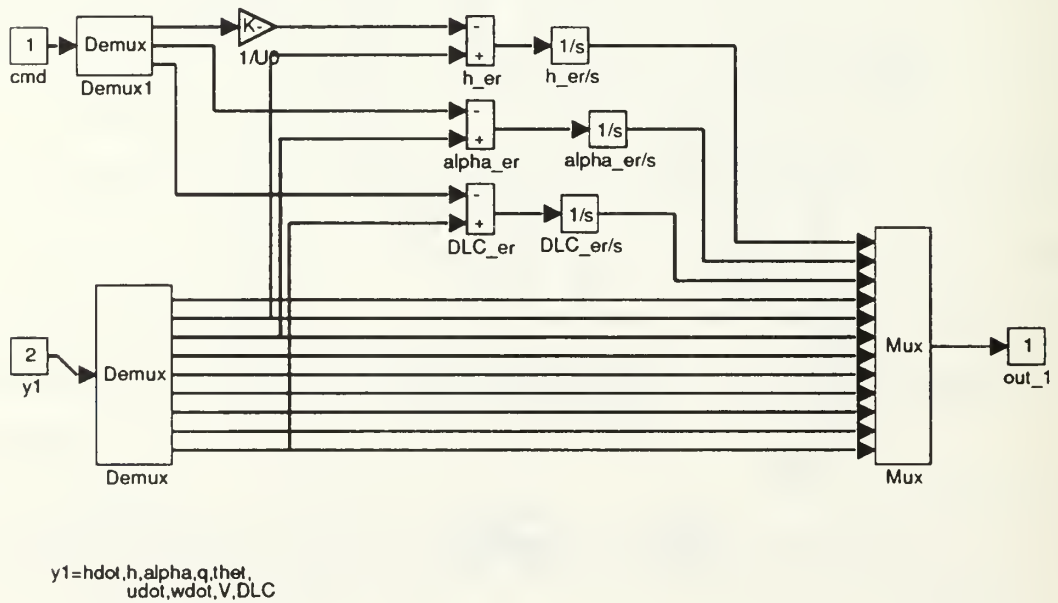 1
cmd
Demux
Demux1
K-
1/U0
-
+
h_er
1/s
h_er/s
-
+
alpha_er
1/s
alpha_er/s
-
+
DLC_er
1/s
DLC_er/s
2
y1
Demux
Demux
Mux
Mux
1
out_1
y1=hdot,h,alpha,q,thet,
udot,wdot,V,DLC